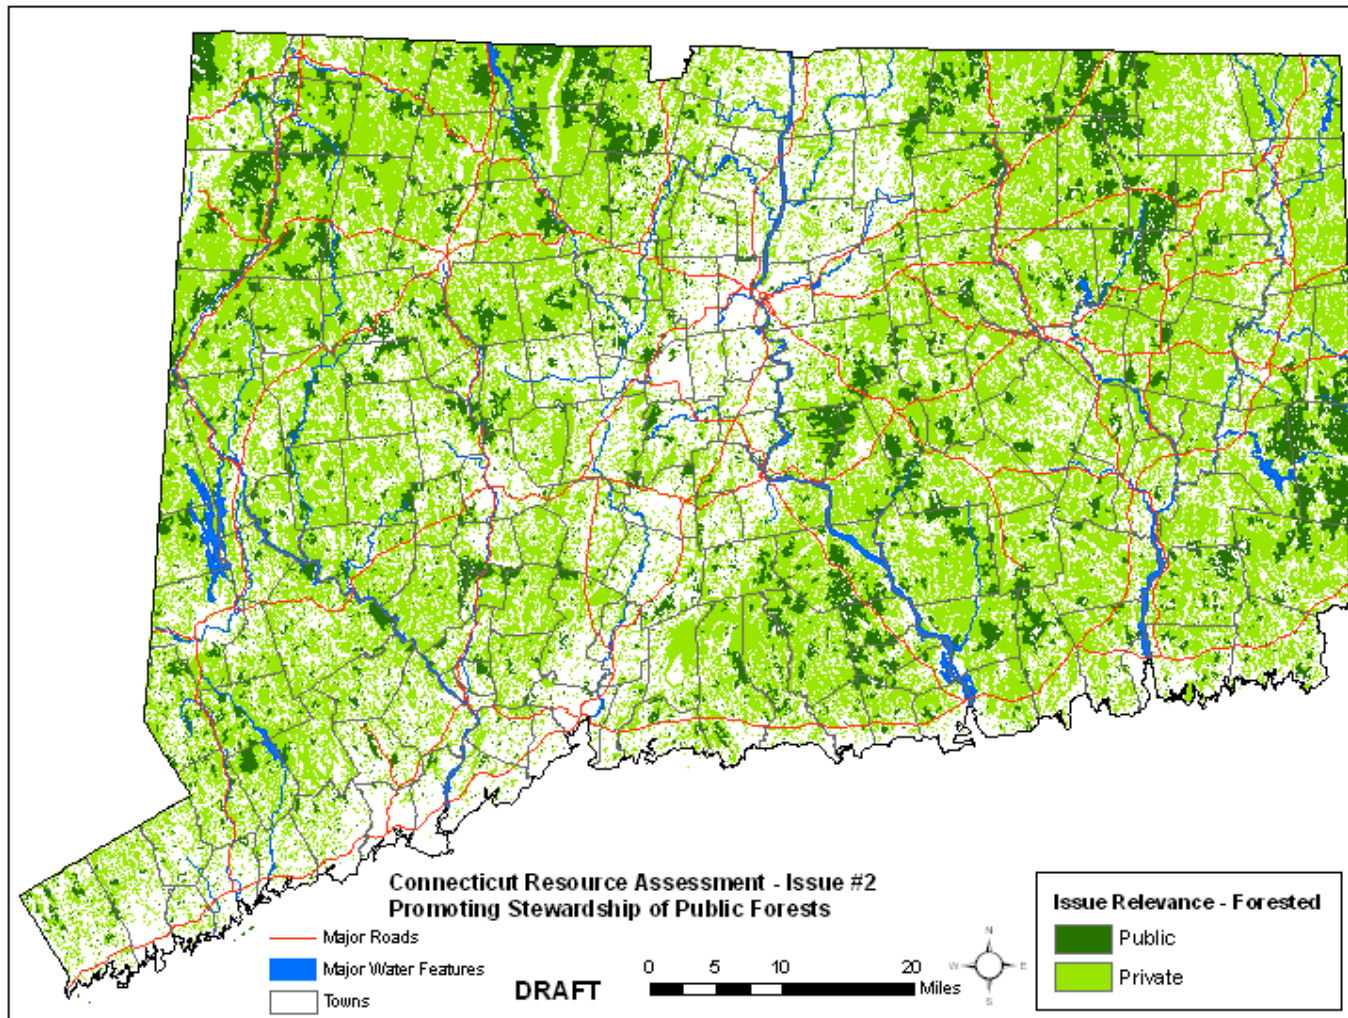 Connecticut Resource Assessment - Issue #2
Promoting Stewardship of Public Forests
Major Roads
Major Water Features
Towns
DRAFT
0 5 10 20
Miles
N
W E
S
Issue Relevance - Forested
Public
Private